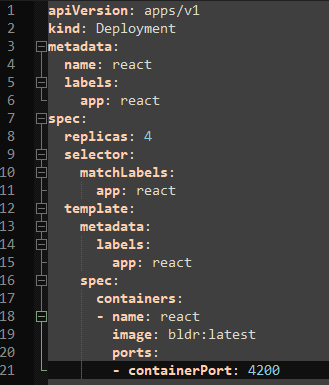 1 apiVersion: apps/v1
2 kind: Deployment
3 metadata:
4   name: react
5   labels:
6     app: react
7 spec:
8   replicas: 4
9   selector:
10     matchLabels:
11       app: react
12   template:
13     metadata:
14       labels:
15         app: react
16     spec:
17       containers:
18       - name: react
19         image: bldr:latest
20         ports:
21         - containerPort: 4200